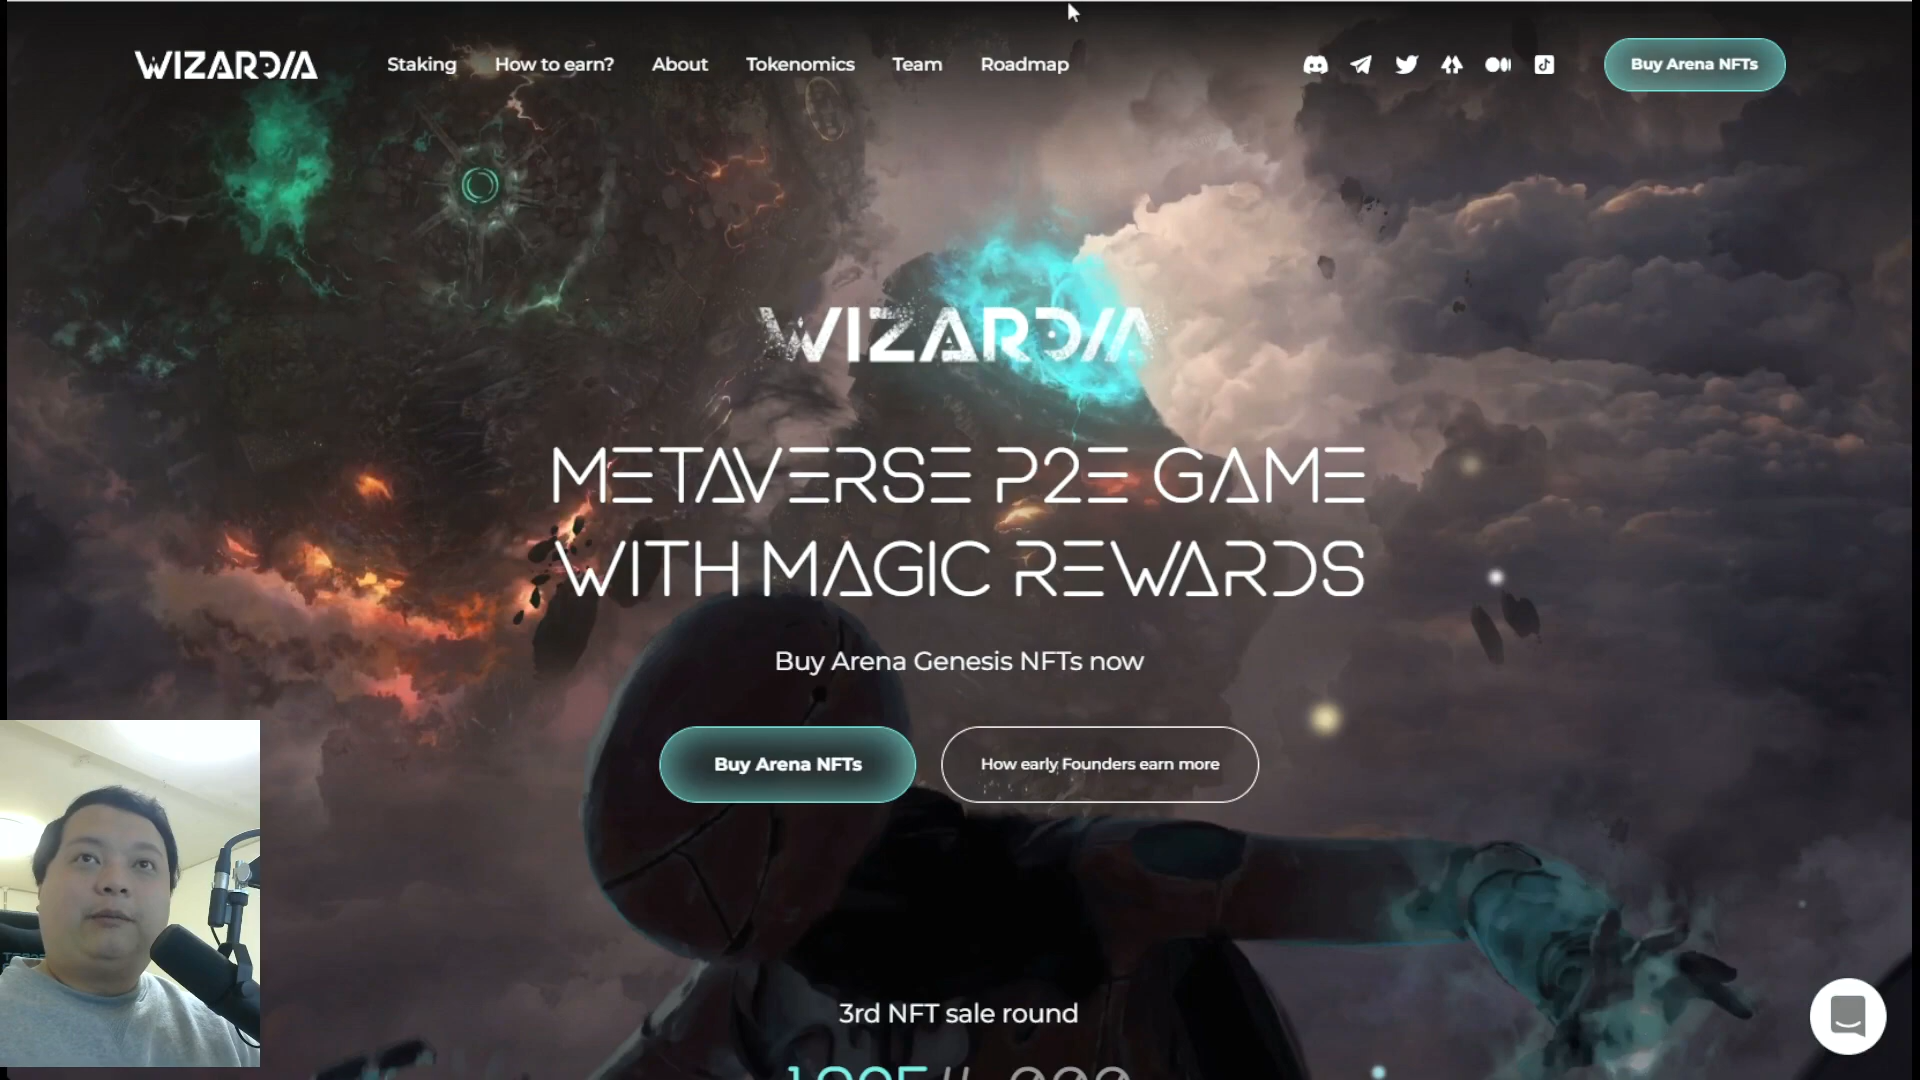 WIZARDIA
Staking
How to earn?
About
Tokenomics
Team
Roadmap
Buy Arena NFTs
WIZARDIA
METAVERSE P2E GAME
WITH MAGIC REWARDS
Buy Arena Genesis NFTs now
Buy Arena NFTs
How early Founders earn more
3rd NFT sale round